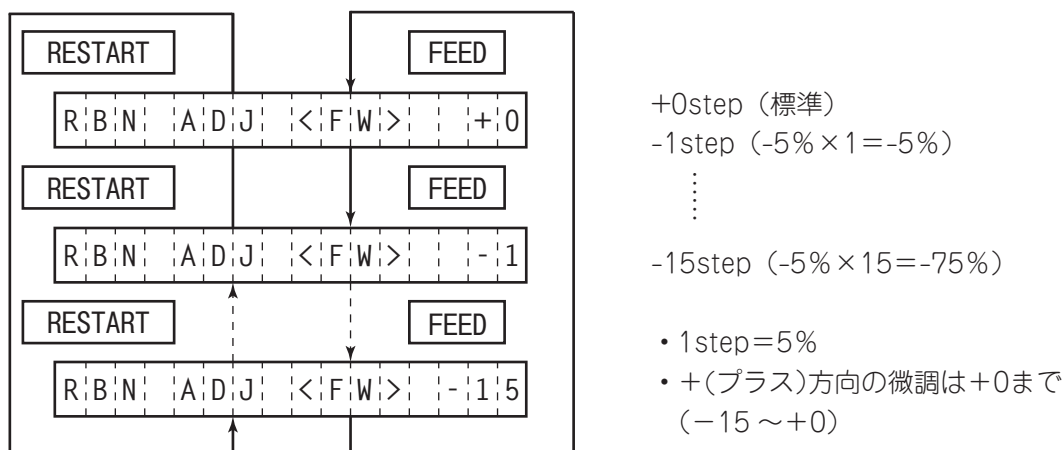 RESTART FEED
RBN ADJ <FW> +0
RESTART FEED
RBN ADJ <FW> -1
RESTART FEED
RBN ADJ <FW> -15
+0step（標準）
-1step（-5%×1＝-5%）
-15step（-5%×15＝-75%）
・1step＝5%
・＋(プラス)方向の微調は＋0まで
（－15～＋0）